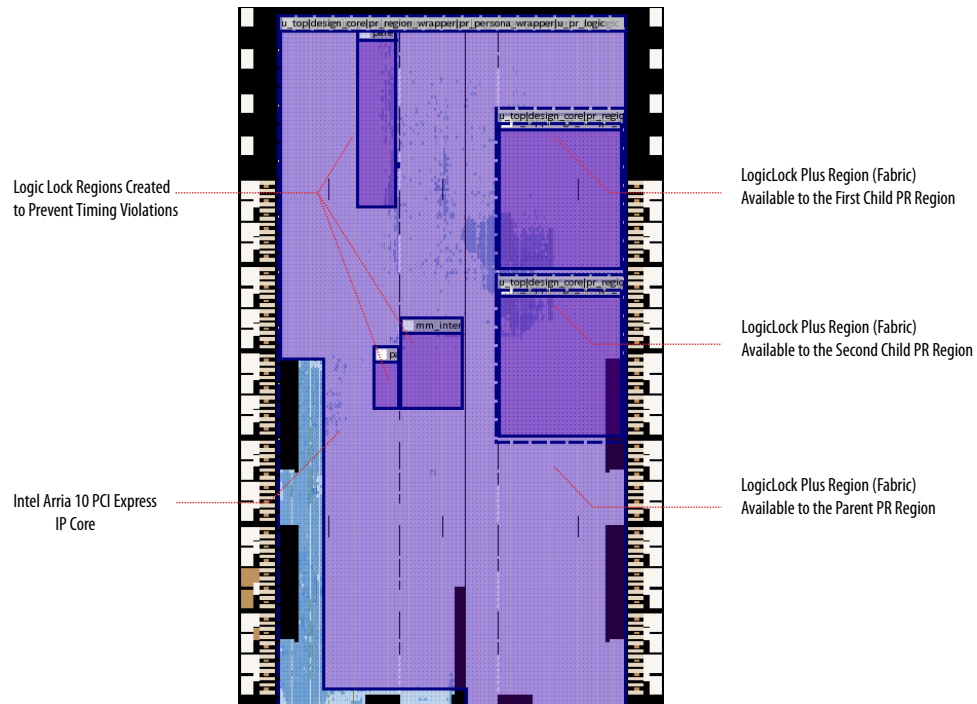 u_top|design_core|pr_region_wrapper|pr_persona_wrapper|u_pr_logic
u_top|design_core|pr_regio
Logic Lock Regions Created
to Prevent Timing Violations
LogicLock Plus Region (Fabric)
Available to the First Child PR Region
u_top|design_core|pr_regio
mm_inter
LogicLock Plus Region (Fabric)
Available to the Second Child PR Region
Intel Arria 10 PCI Express
IP Core
LogicLock Plus Region (Fabric)
Available to the Parent PR Region